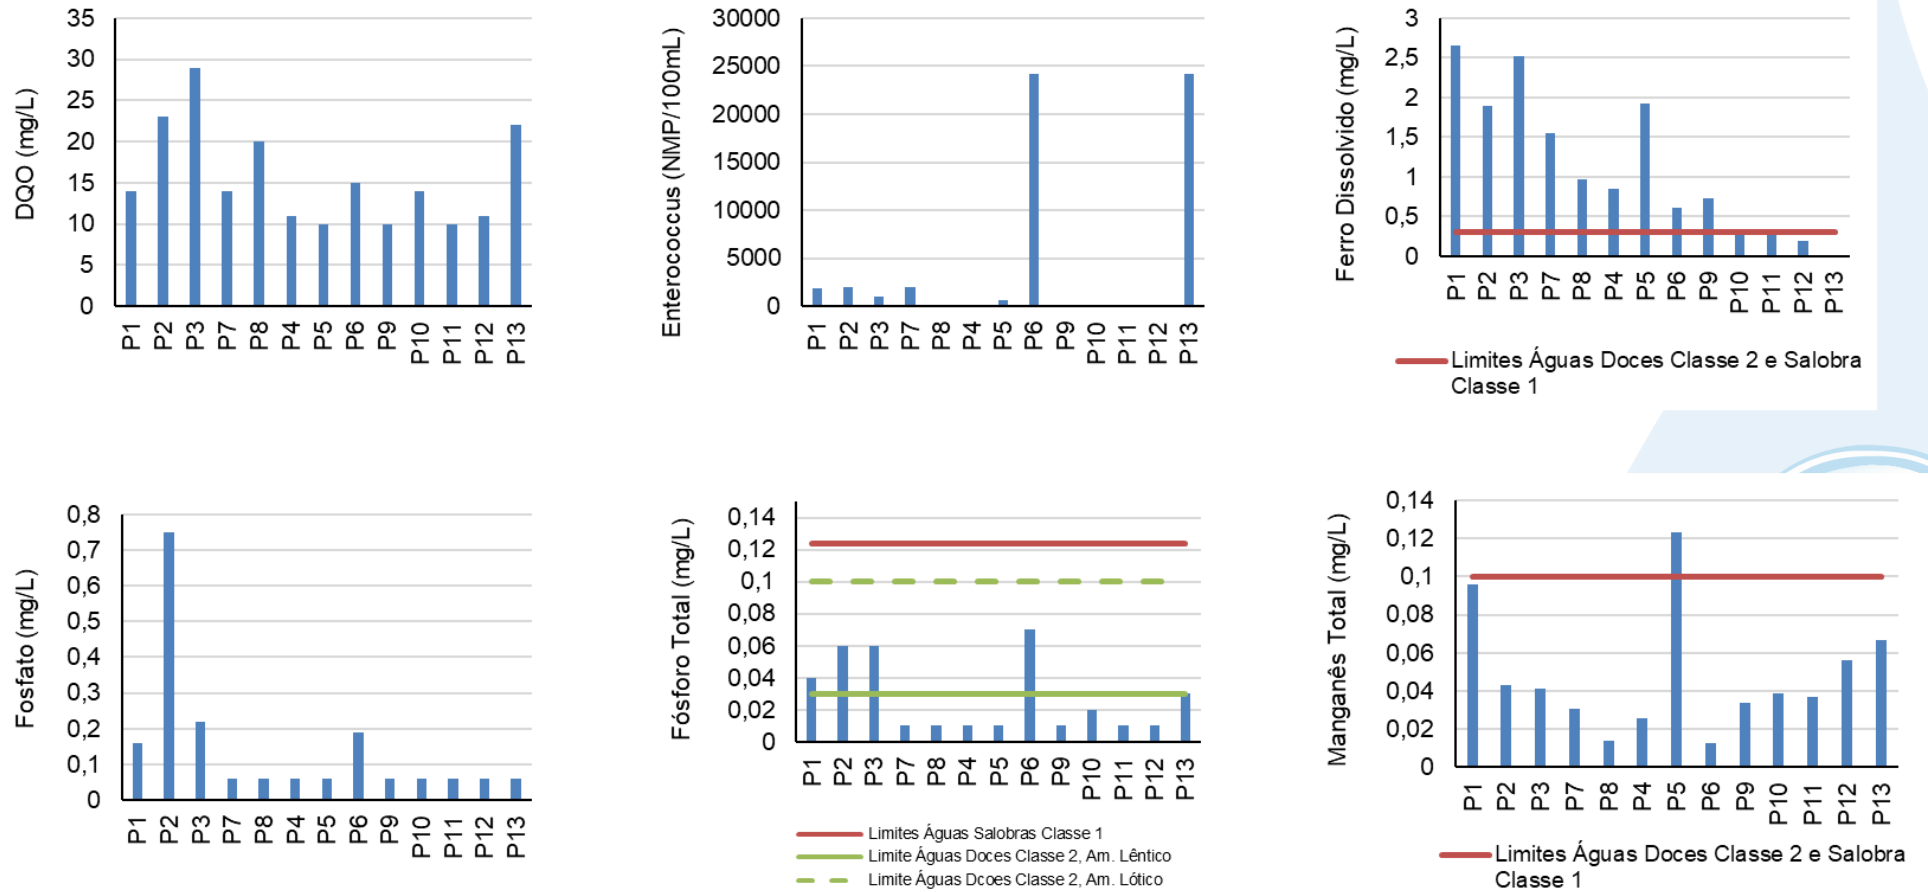 DQO (mg/L)
35
30
25
20
15
10
5
0
P1 P2 P3 P7 P8 P4 P5 P6 P9 P10 P11 P12 P13
Enterococcus (NMP/100mL)
30000
25000
20000
15000
10000
5000
0
P1 P2 P3 P7 P8 P4 P5 P6 P9 P10 P11 P12 P13
Ferro Dissolvido (mg/L)
3
2,5
2
1,5
1
0,5
0
P1 P2 P3 P7 P8 P4 P5 P6 P9 P10 P11 P12 P13
Limites Águas Doces Classe 2 e Salobra
Classe 1
Fosfato (mg/L)
0,8
0,7
0,6
0,5
0,4
0,3
0,2
0,1
0
P1 P2 P3 P7 P8 P4 P5 P6 P9 P10 P11 P12 P13
Fósforo Total (mg/L)
0,14
0,12
0,1
0,08
0,06
0,04
0,02
0
P1 P2 P3 P7 P8 P4 P5 P6 P9 P10 P11 P12 P13
Limites Águas Salobras Classe 1
Limite Águas Doces Classe 2, Am. Lêntico
Limite Águas Dcoes Classe 2, Am. Lótico
Manganês Total (mg/L)
0,14
0,12
0,1
0,08
0,06
0,04
0,02
0
P1 P2 P3 P7 P8 P4 P5 P6 P9 P10 P11 P12 P13
Limites Águas Doces Classe 2 e Salobra
Classe 1